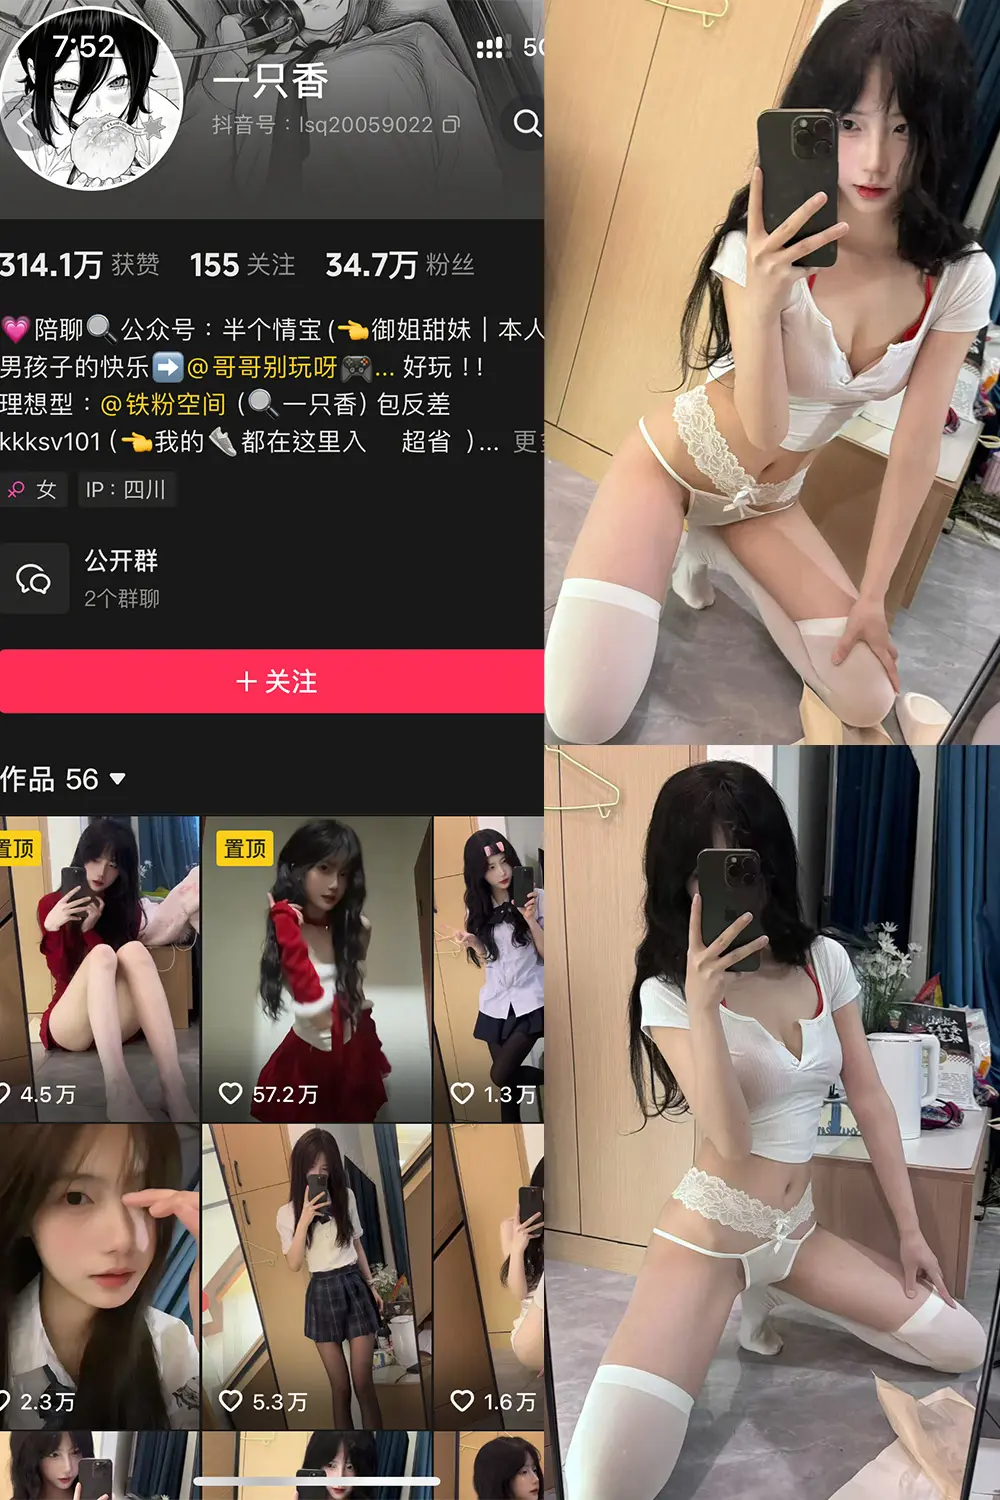 7:52
5G
一只香
抖音号：lsq20059022
314.1万 获赞 155 关注 34.7万 粉丝
陪聊🔍公众号：半个情宝(👉御姐甜妹｜本人
男孩子的快乐➡️@哥哥别玩呀🎮... 好玩 !!
理想型：@铁粉空间 (🔍一只香) 包反差
kkksv101 (👉我的👟都在这里入 超省 )... 更多
女
IP：四川
公开群
2个群聊
＋ 关注
作品 56
置顶
置顶
4.5万
57.2万
1.3万
2.3万
5.3万
1.6万